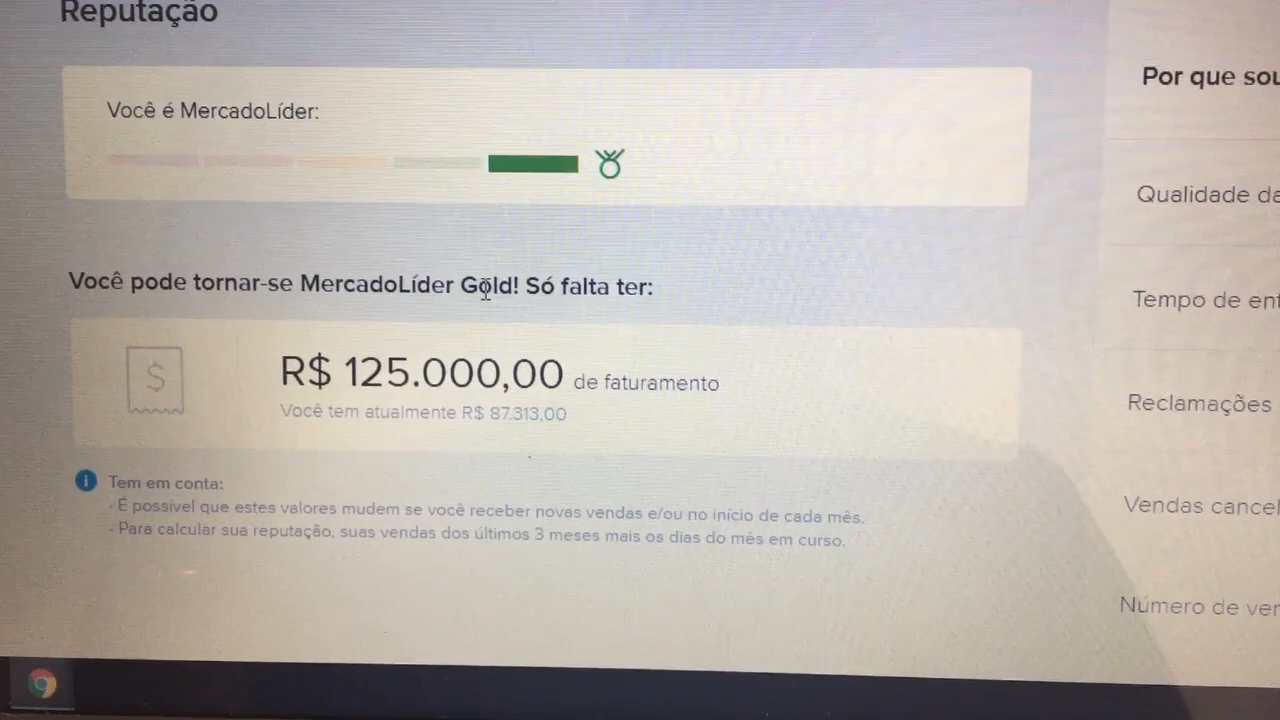 Reputação
Você é MercadoLíder:
Você pode tornar-se MercadoLíder Gold! Só falta ter:
R$ 125.000,00 de faturamento
Você tem atualmente R$ 87.313,00
Tem em conta:
- É possível que estes valores mudem se você receber novas vendas e/ou no início de cada mês.
- Para calcular sua reputação, suas vendas dos últimos 3 meses mais os dias do mês em curso.
Por que sou
Qualidade da
Tempo de ent
Reclamações
Vendas cancel
Número de ver